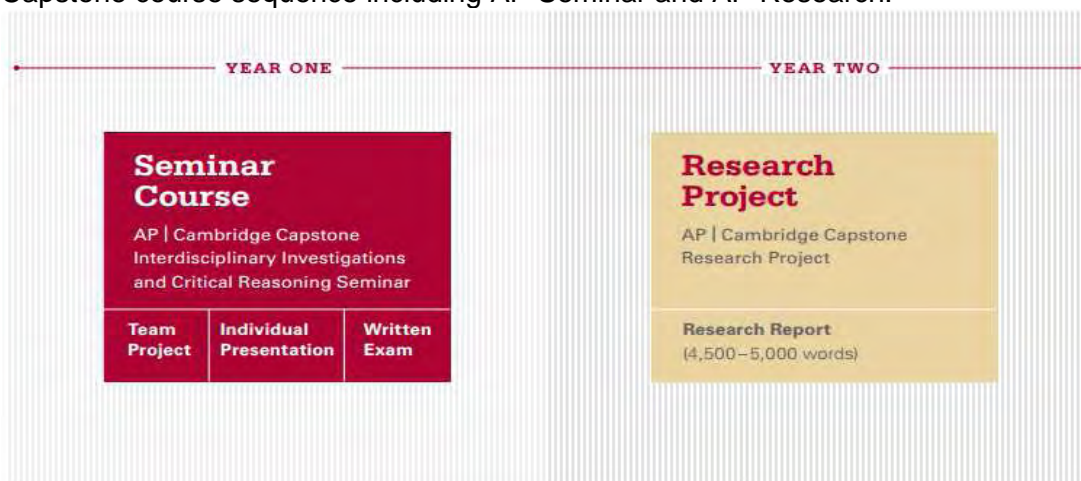 Capstone course sequence including AP Seminar and AP Research.
YEAR ONE
YEAR TWO
Seminar
Course
AP | Cambridge Capstone
Interdisciplinary Investigations
and Critical Reasoning Seminar
Team
Project
Individual
Presentation
Written
Exam
Research
Project
AP | Cambridge Capstone
Research Project
Research Report
(4,500–5,000 words)